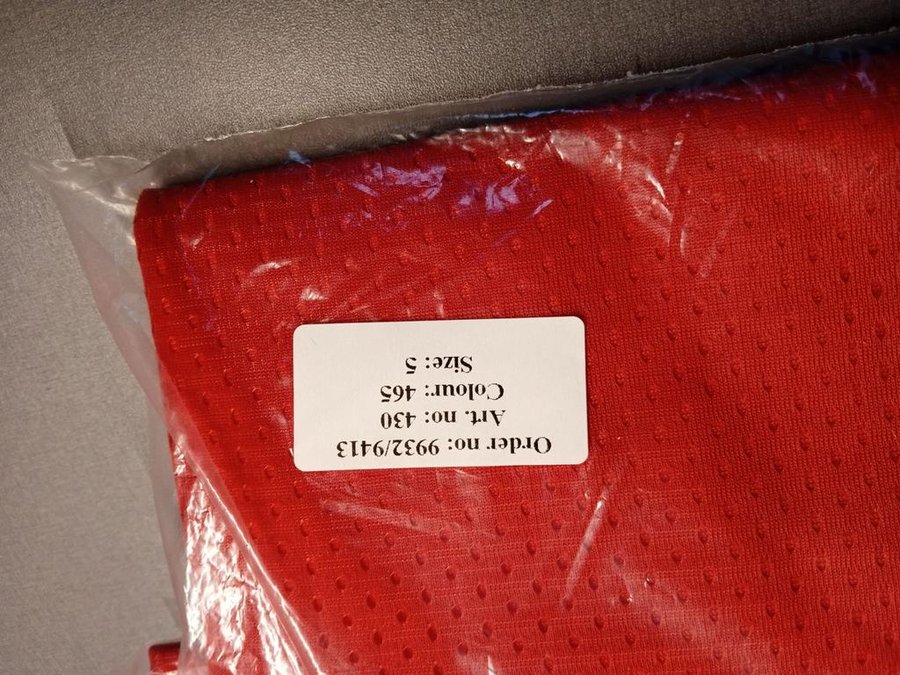 Order no: 9932/9413
Art. no: 430
Colour: 465
Size: 5